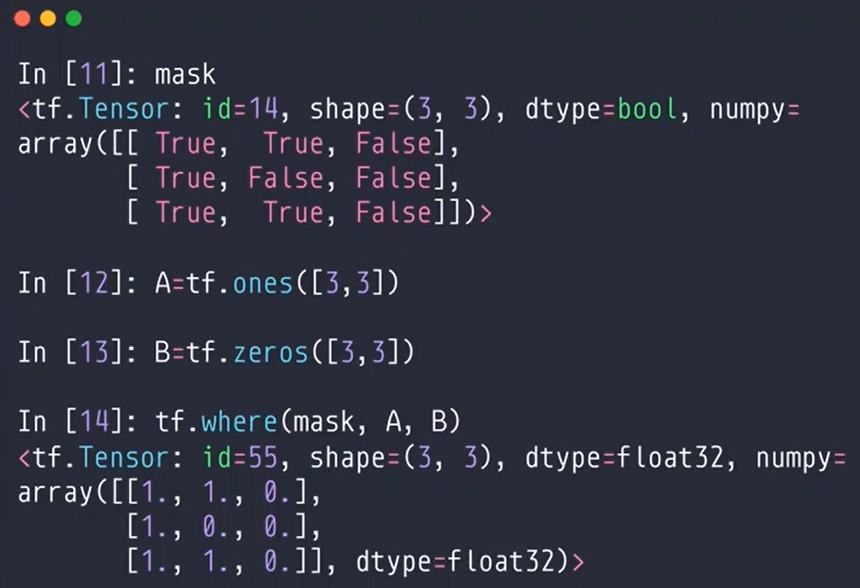 In [11]: mask
<tf.Tensor: id=14, shape=(3, 3), dtype=bool, numpy=
array([[ True,  True, False],
       [ True, False, False],
       [ True,  True, False]])>
In [12]: A=tf.ones([3,3])
In [13]: B=tf.zeros([3,3])
In [14]: tf.where(mask, A, B)
<tf.Tensor: id=55, shape=(3, 3), dtype=float32, numpy=
array([[1., 1., 0.],
       [1., 0., 0.],
       [1., 1., 0.]], dtype=float32)>